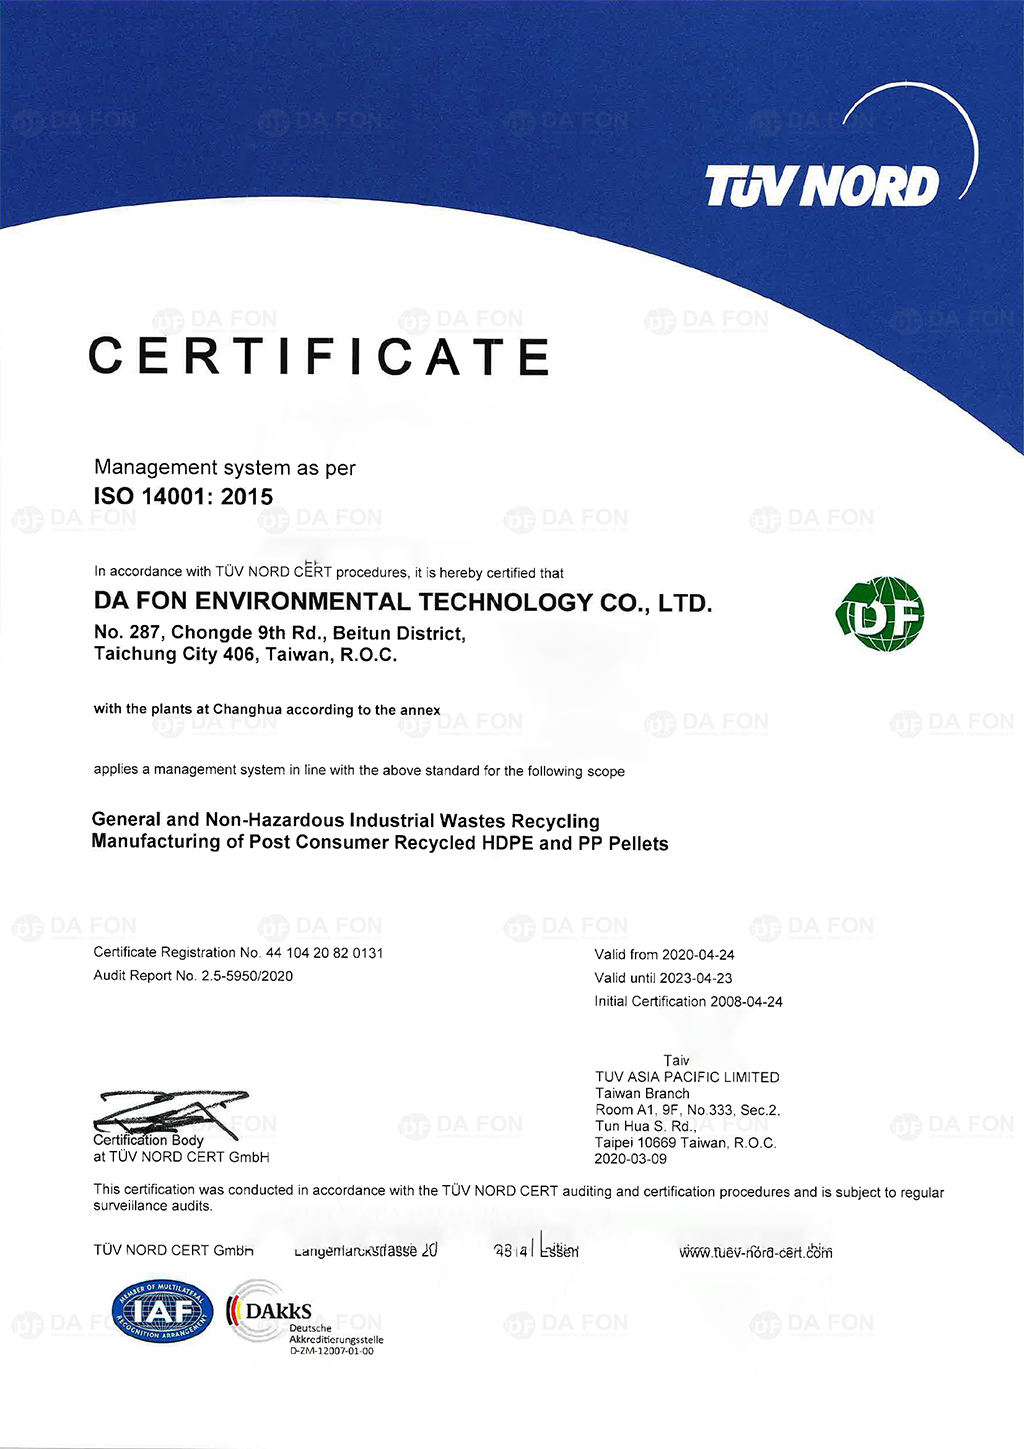 TÜV NORD
CERTIFICATE
Management system as per
ISO 14001: 2015
In accordance with TÜV NORD CERT procedures, it is hereby certified that
DA FON ENVIRONMENTAL TECHNOLOGY CO., LTD.
No. 287, Chongde 9th Rd., Beitun District,
Taichung City 406, Taiwan, R.O.C.
DF
with the plants at Changhua according to the annex
applies a management system in line with the above standard for the following scope
General and Non-Hazardous Industrial Wastes Recycling
Manufacturing of Post Consumer Recycled HDPE and PP Pellets
Certificate Registration No. 44 104 20 82 0131
Audit Report No. 2.5-5950/2020
Valid from 2020-04-24
Valid until 2023-04-23
Initial Certification 2008-04-24
Taiv
TUV ASIA PACIFIC LIMITED
Taiwan Branch
Room A1, 9F, No.333, Sec.2,
Tun Hua S. Rd.,
Taipei 10669 Taiwan, R.O.C.
2020-03-09
Certification Body
at TÜV NORD CERT GmbH
This certification was conducted in accordance with the TÜV NORD CERT auditing and certification procedures and is subject to regular
surveillance audits.
TÜV NORD CERT GmbH
www.tuev-nord-cert.com
MEMBER OF MULTILATERAL
IAF
RECOGNITION ARRANGEMENT
DAkkS
Deutsche
Akkreditierungsstelle
D-ZM-12007-01-00
DA FON